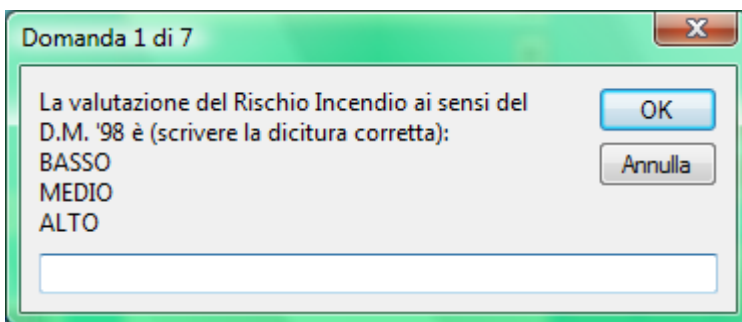 Domanda 1 di 7
La valutazione del Rischio Incendio ai sensi del
D.M. '98 è (scrivere la dicitura corretta):
BASSO
MEDIO
ALTO
OK
Annulla